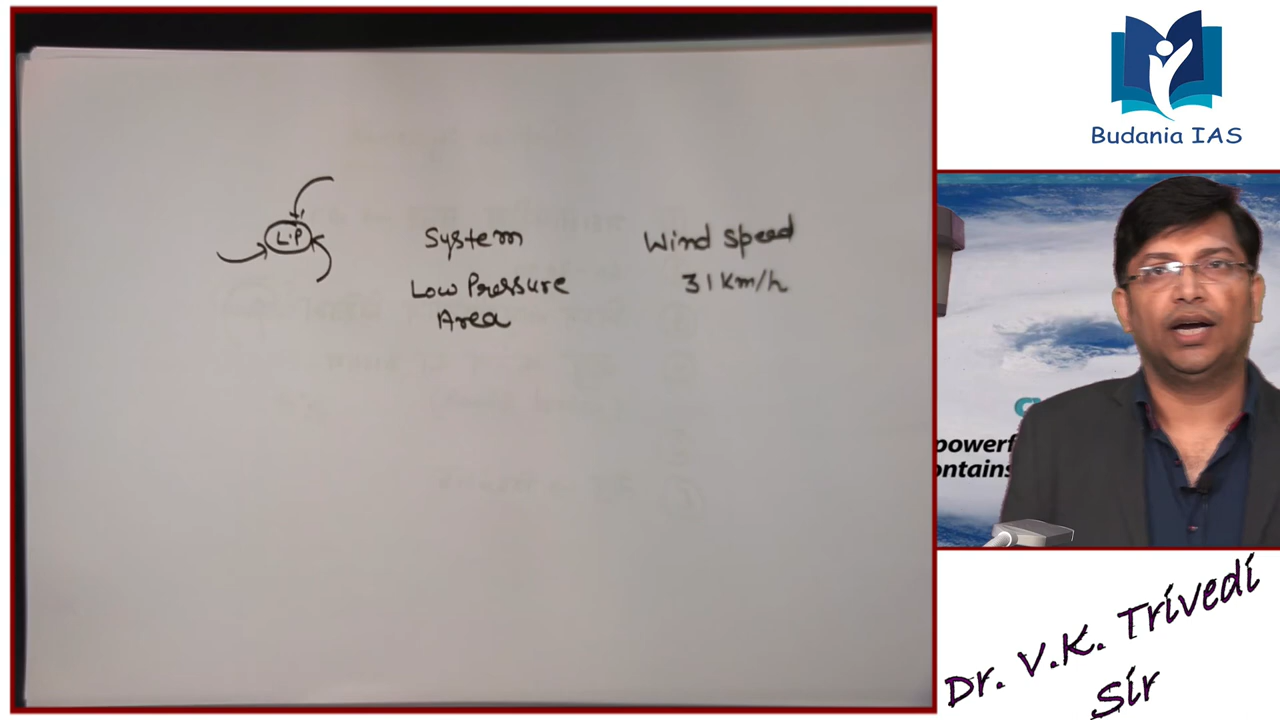 L.P
System
Wind speed
Low Pressure
31 Km/h
Area
Budania IAS
powerf
ontains
Dr. V.K. Trivedi
Sir